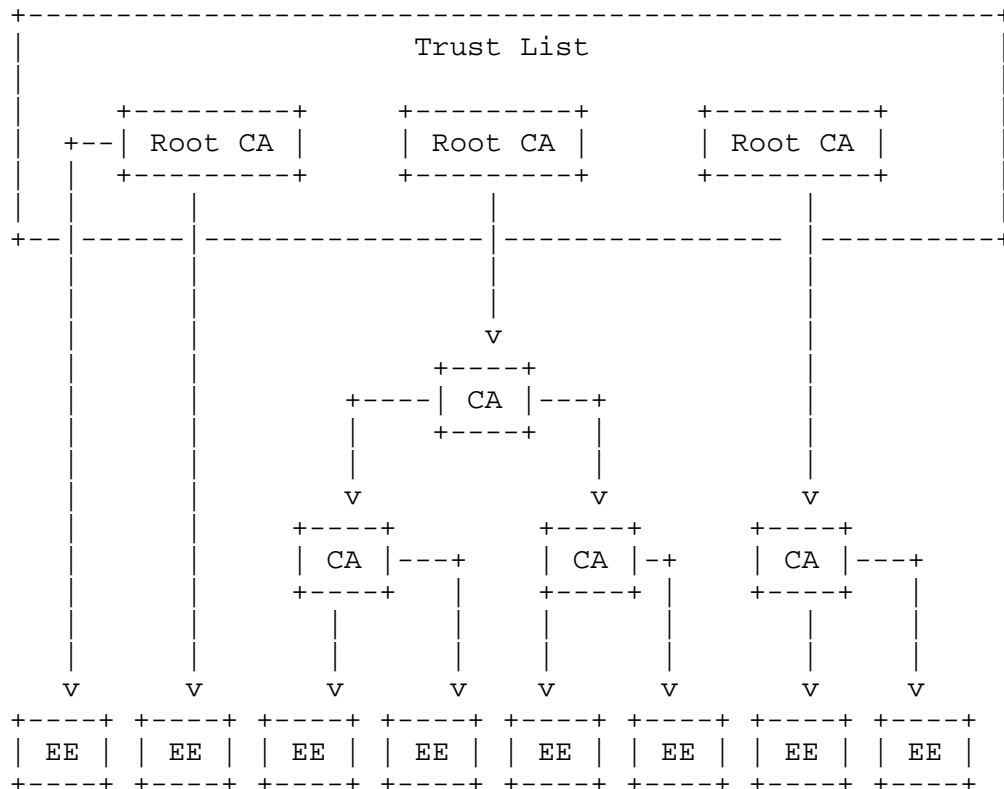 Trust List
Root CA Root CA Root CA
v
CA
v v v
CA CA CA
v v v v v v v v
EE EE EE EE EE EE EE EE